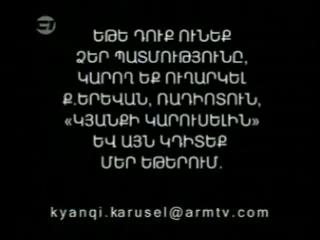 ԵԹԵ ԴՈՒՔ ՈՒՆԵՔ
ՁԵՐ ՊԱՏՄՈՒԹՅՈՒՆԸ,
ԿԱՐՈՂ ԵՔ ՈՒՂԱՐԿԵԼ
Ք.ԵՐԵՎԱՆ, ՌԱԴԻՈՏՈՒՆ,
«ԿՅԱՆՔԻ ԿԱՐՈՒՍԵԼԻՆ»
ԵՎ ԱՅՆ ԿԴԻՏԵՔ
ՄԵՐ ԵԹԵՐՈՒՄ.
kyanqi.karusel@armtv.com